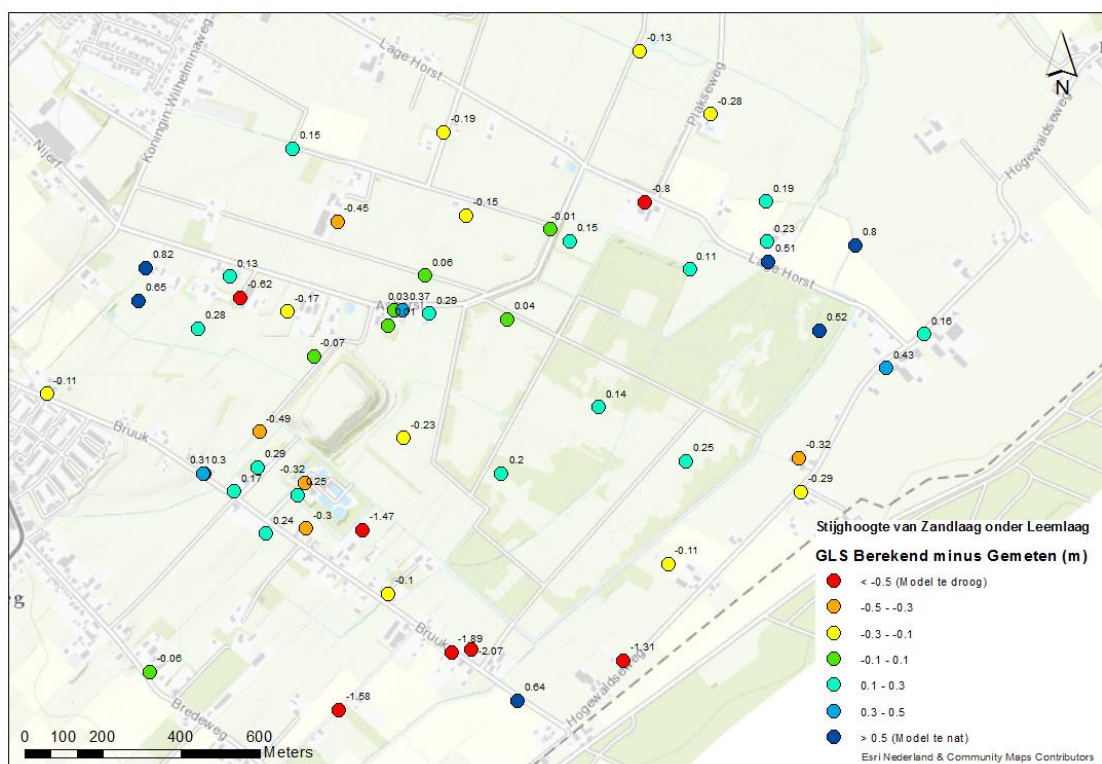 -0.13
Lage Horst
Koningin Wilhelminaweg
Plakseweg
N
-0.28
-0.19
0.15
Nijerf
Hogewaldseweg
-0.8
0.19
-0.45
-0.15
-0.01
0.15
0.23
0.8
0.51
0.11
Lage Horst
0.82
0.13
0.06
-0.62
0.65
-0.17
0.03
0.37
0.29
0.04
0.01
0.28
0.52
0.16
-0.07
0.43
-0.11
0.14
Bruuk
-0.49
-0.23
-0.32
0.25
0.31
0.3
0.29
-0.32
0.25
0.2
0.17
-0.29
0.24
-0.3
-1.47
-0.11
-0.1
Bruuk
-1.89
-2.07
-1.31
-0.06
0.64
Hogewaldseweg
-1.58
Bredeweg
eg
0 100 200 400 600
Meters
Stijghoogte van Zandlaag onder Leemlaag
GLS Berekend minus Gemeten (m)
< -0.5 (Model te droog)
-0.5 - -0.3
-0.3 - -0.1
-0.1 - 0.1
0.1 - 0.3
0.3 - 0.5
> 0.5 (Model te nat)
Esri Nederland & Community Maps Contributors